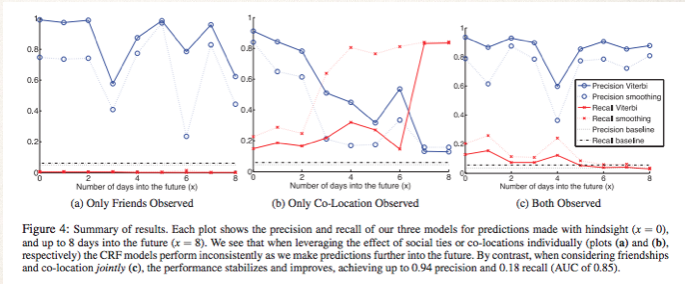 1
0.8
0.6
0.4
0.2
0
0 2 4 6 8
Number of days into the future (x)
(a) Only Friends Observed
1
0.8
0.6
0.4
0.2
0
0 2 4 6 8
Number of days into the future (x)
(b) Only Co-Location Observed
1
0.8
0.6
0.4
0.2
0
0 2 4 6 8
Number of days into the future (x)
(c) Both Observed
Precision Viterbi
Precision smoothing
Recall Viterbi
Recall smoothing
Precision baseline
Recall baseline
Figure 4: Summary of results. Each plot shows the precision and recall of our three models for predictions made with hindsight (x = 0),
and up to 8 days into the future (x = 8). We see that when leveraging the effect of social ties or co-locations individually (plots (a) and (b),
respectively) the CRF models perform inconsistently as we make predictions further into the future. By contrast, when considering friendships
and co-location jointly (c), the performance stabilizes and improves, achieving up to 0.94 precision and 0.18 recall (AUC of 0.85).